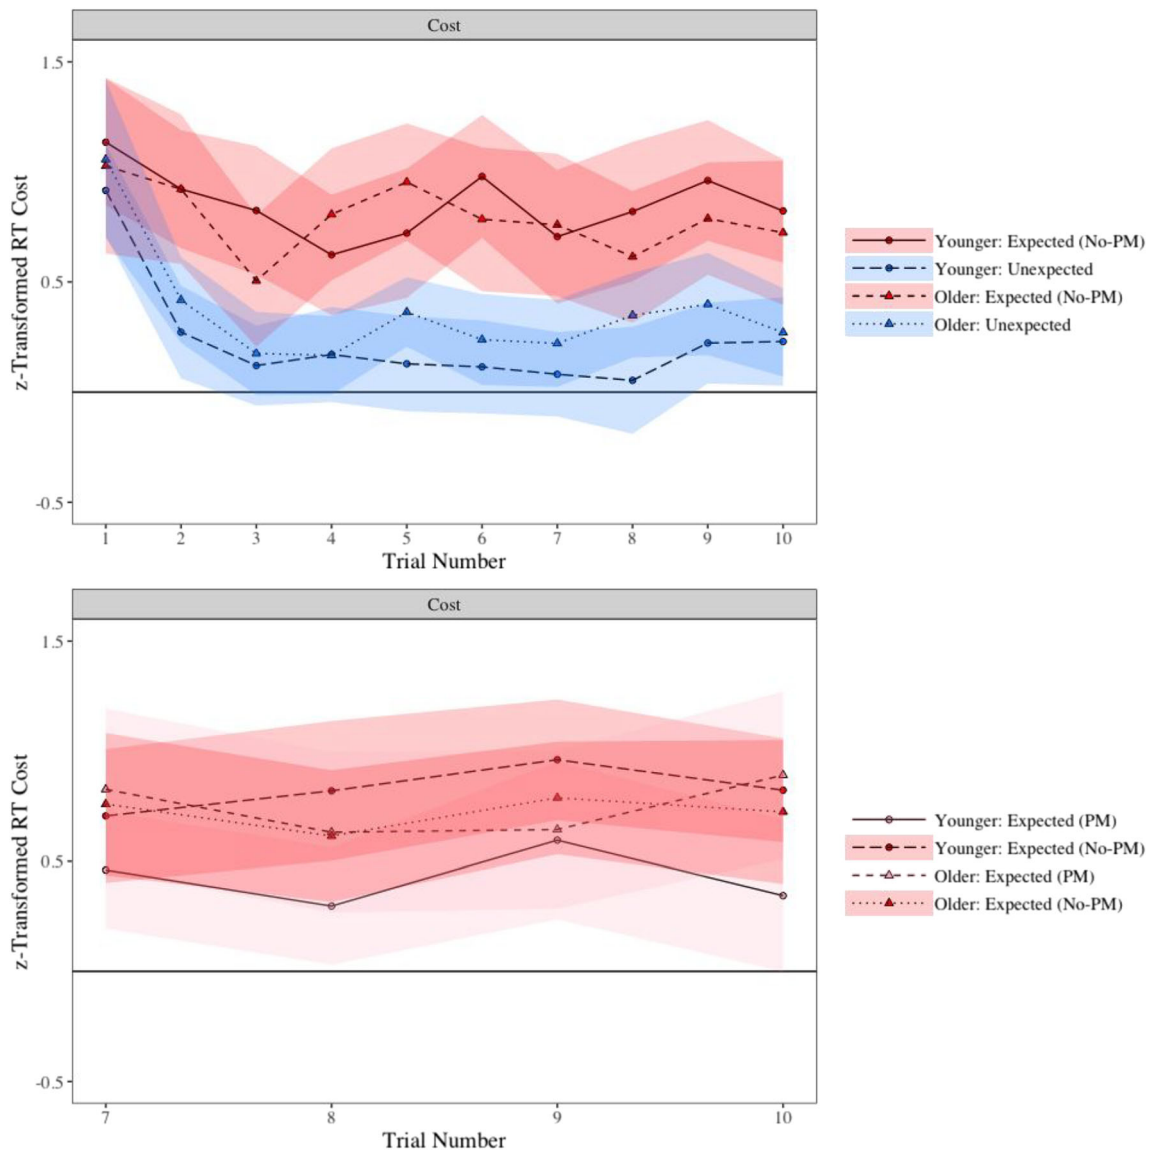 Cost
1.5
0.5
-0.5
z-Transformed RT Cost
1 2 3 4 5 6 7 8 9 10
Trial Number
Younger: Expected (No-PM)
Younger: Unexpected
Older: Expected (No-PM)
Older: Unexpected
Cost
1.5
0.5
-0.5
z-Transformed RT Cost
7 8 9 10
Trial Number
Younger: Expected (PM)
Younger: Expected (No-PM)
Older: Expected (PM)
Older: Expected (No-PM)